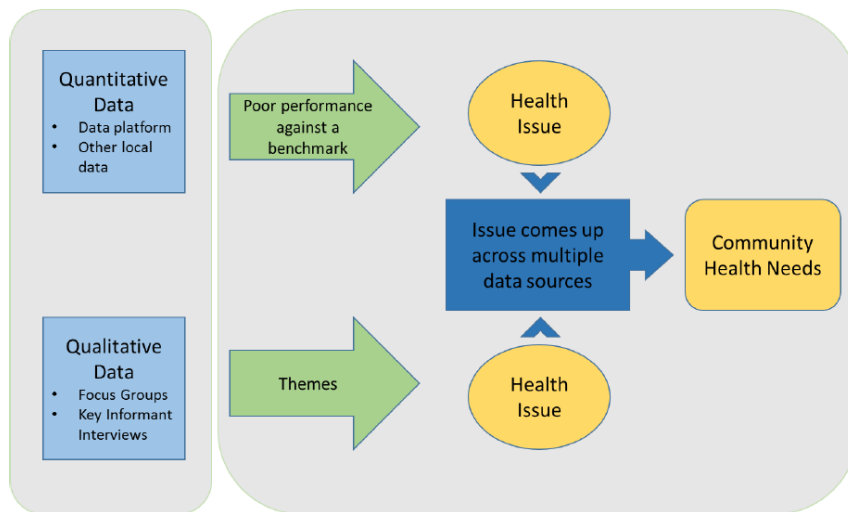 Quantitative
Data
• Data platform
• Other local
data
Poor performance
against a
benchmark
Health
Issue
Issue comes up
across multiple
data sources
Community
Health Needs
Qualitative
Data
• Focus Groups
• Key Informant
Interviews
Themes
Health
Issue